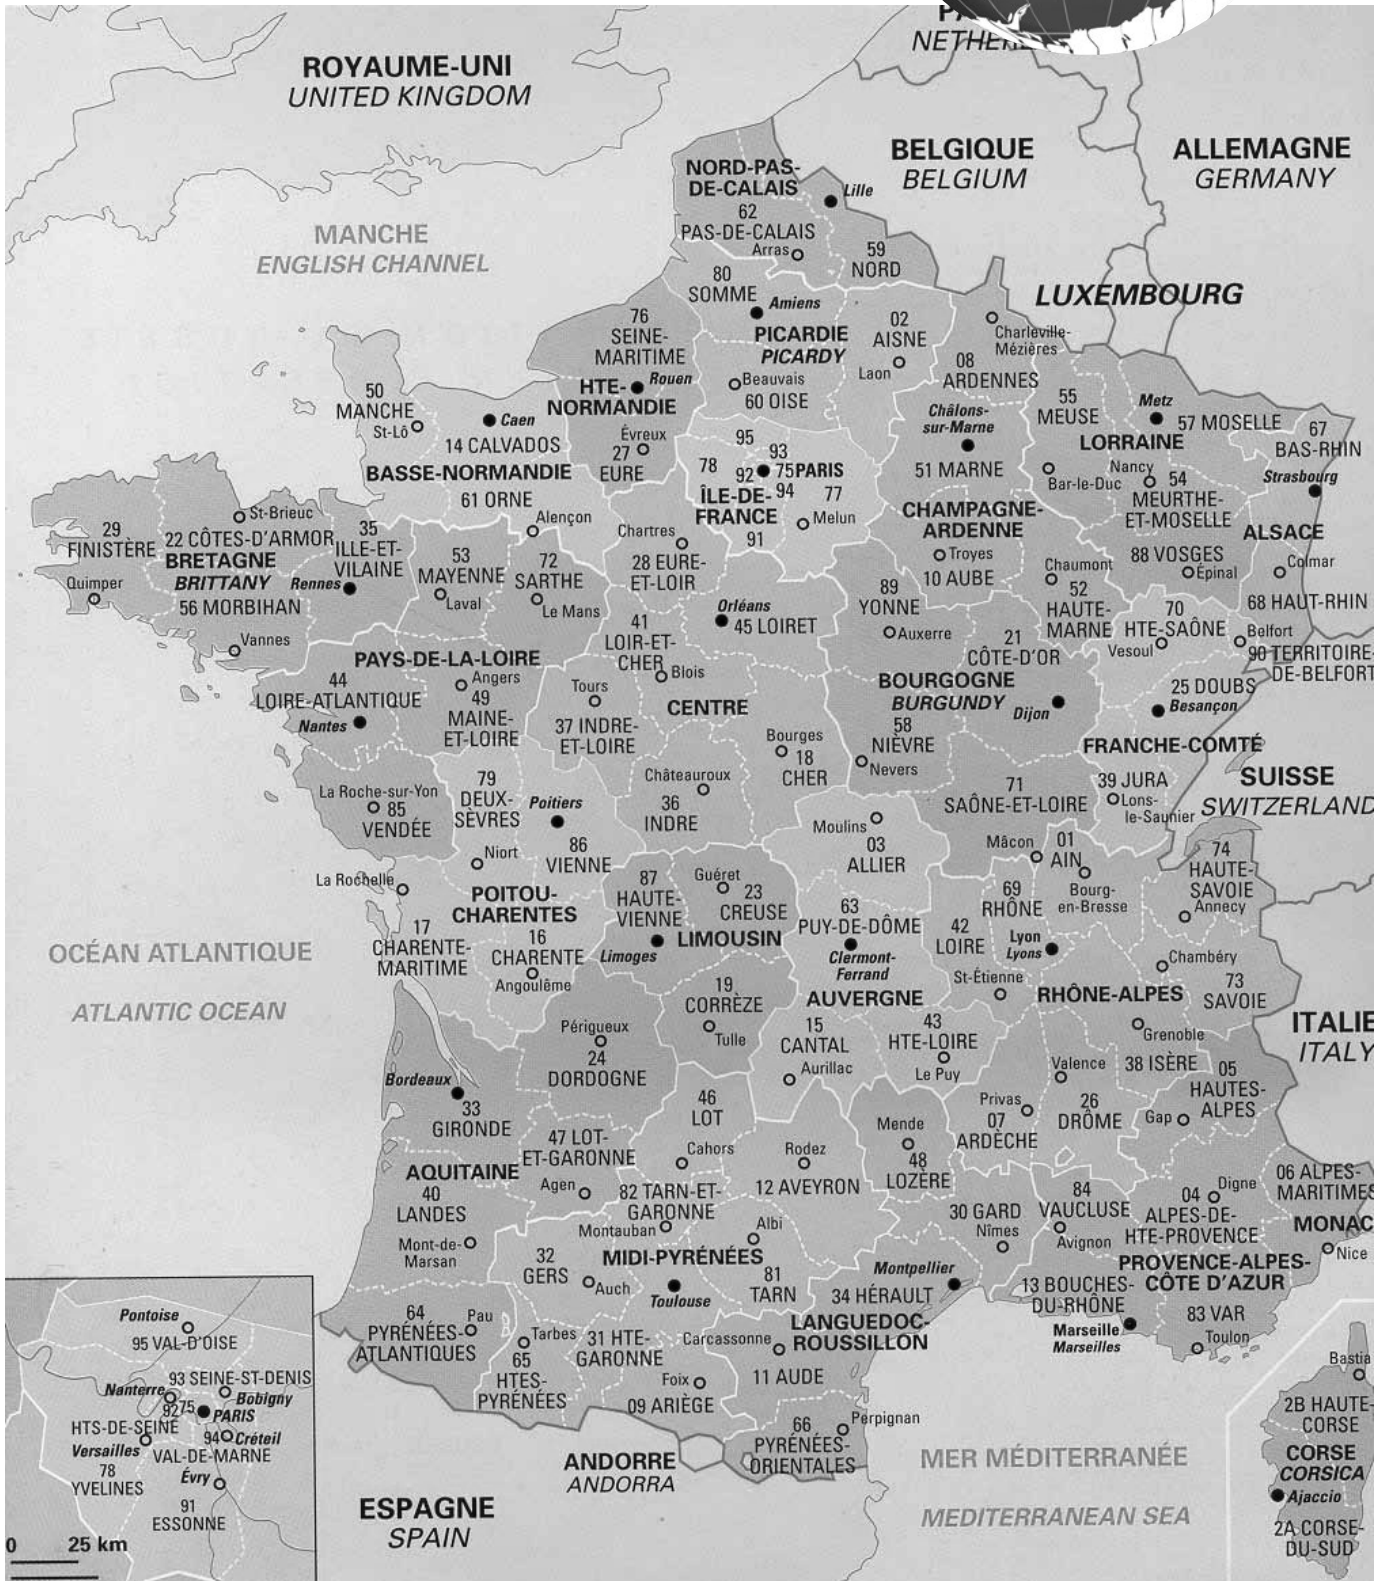 ROYAUME-UNI
UNITED KINGDOM
NETHER
BELGIQUE
BELGIUM
ALLEMAGNE
GERMANY
MANCHE
ENGLISH CHANNEL
LUXEMBOURG
NORD-PAS-
DE-CALAIS
Lille
62
PAS-DE-CALAIS
Arras
59
NORD
80
SOMME
Amiens
PICARDIE
PICARDY
02
AISNE
Laon
Beauvais
60 OISE
76
SEINE-
MARITIME
HTE-
NORMANDIE
Rouen
Évreux
27
EURE
Charleville-
Mézières
08
ARDENNES
Châlons-
sur-Marne
51 MARNE
CHAMPAGNE-
ARDENNE
Troyes
10 AUBE
Chaumont
52
HAUTE-
MARNE
55
MEUSE
Bar-le-Duc
Metz
57 MOSELLE
LORRAINE
Nancy
54
MEURTHE-
ET-MOSELLE
88 VOSGES
Épinal
67
BAS-RHIN
Strasbourg
ALSACE
Colmar
68 HAUT-RHIN
50
MANCHE
St-Lô
Caen
14 CALVADOS
BASSE-NORMANDIE
61 ORNE
Alençon
95
93
78
92
75 PARIS
94
ÎLE-DE-
FRANCE
77
Melun
91
29
FINISTÈRE
Quimper
St-Brieuc
22 CÔTES-D'ARMOR
BRETAGNE
BRITTANY
56 MORBIHAN
Vannes
35
ILLE-ET-
VILAINE
Rennes
53
MAYENNE
Laval
72
SARTHE
Le Mans
PAYS-DE-LA-LOIRE
44
LOIRE-ATLANTIQUE
Nantes
Angers
49
MAINE-
ET-LOIRE
La Roche-sur-Yon
85
VENDÉE
Chartres
28 EURE-
ET-LOIR
Orléans
45 LOIRET
41
LOIR-ET-
CHER
Blois
CENTRE
Tours
37 INDRE-
ET-LOIRE
Bourges
18
CHER
Châteauroux
36
INDRE
89
YONNE
Auxerre
21
CÔTE-D'OR
BOURGOGNE
BURGUNDY
Dijon
58
NIÈVRE
Nevers
71
SAÔNE-ET-LOIRE
Mâcon
70
HTE-SAÔNE
Vesoul
Belfort
90 TERRITOIRE-
DE-BELFORT
25 DOUBS
Besançon
FRANCHE-COMTÉ
39 JURA
Lons-
le-Saunier
SUISSE
SWITZERLAND
79
DEUX-
SÈVRES
Niort
Poitiers
86
VIENNE
La Rochelle
POITOU-
CHARENTES
17
CHARENTE-
MARITIME
16
CHARENTE
Angoulême
87
HAUTE-
VIENNE
Limoges
Guéret
23
CREUSE
LIMOUSIN
19
CORRÈZE
Tulle
Moulins
03
ALLIER
63
PUY-DE-DÔME
Clermont-
Ferrand
AUVERGNE
15
CANTAL
Aurillac
43
HTE-LOIRE
Le Puy
01
AIN
Bourg-
en-Bresse
74
HAUTE-
SAVOIE
Annecy
69
RHÔNE
Lyon
Lyons
42
LOIRE
St-Étienne
RHÔNE-ALPES
Chambéry
73
SAVOIE
Grenoble
38 ISÈRE
Valence
26
DRÔME
Privas
07
ARDÈCHE
ITALIE
ITALY
OCÉAN ATLANTIQUE
ATLANTIC OCEAN
Périgueux
24
DORDOGNE
Bordeaux
33
GIRONDE
47 LOT-
ET-GARONNE
Agen
AQUITAINE
40
LANDES
Mont-de-
Marsan
64
PYRÉNÉES-
ATLANTIQUES
Pau
46
LOT
Cahors
Rodez
12 AVEYRON
82 TARN-ET-
GARONNE
Montauban
Albi
81
TARN
32
GERS
Auch
MIDI-PYRÉNÉES
Toulouse
31 HTE-
GARONNE
Tarbes
65
HTES-
PYRÉNÉES
Foix
09 ARIÈGE
Mende
48
LOZÈRE
30 GARD
Nîmes
Montpellier
34 HÉRAULT
LANGUEDOC-
ROUSSILLON
Carcassonne
11 AUDE
Perpignan
66
PYRÉNÉES-
ORIENTALES
05
HAUTES-
ALPES
Gap
84
VAUCLUSE
Avignon
04
ALPES-DE-
HTE-PROVENCE
Digne
06 ALPES-
MARITIMES
MONAC
Nice
PROVENCE-ALPES-
CÔTE D'AZUR
13 BOUCHES-
DU-RHÔNE
Marseille
Marseilles
83 VAR
Toulon
ANDORRE
ANDORRA
ESPAGNE
SPAIN
MER MÉDITERRANÉE
MEDITERRANEAN SEA
Bastia
2B HAUTE-
CORSE
CORSE
CORSICA
Ajaccio
2A CORSE-
DU-SUD
Pontoise
95 VAL-D'OISE
93 SEINE-ST-DENIS
Nanterre
Bobigny
92
75
PARIS
HTS-DE-SEINE
94
Créteil
Versailles
VAL-DE-MARNE
78
YVELINES
Évry
91
ESSONNE
0
25 km